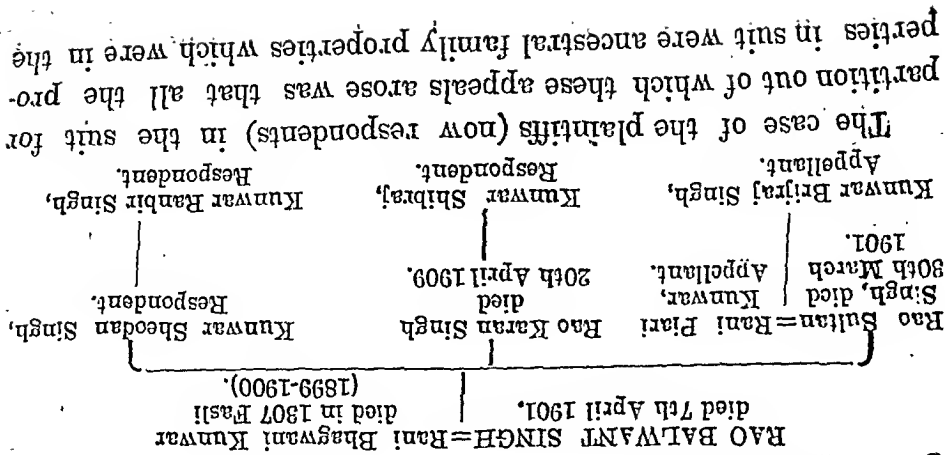 RAO BALWANT SINGH=Rani Bhagwani Kunwar
died 7th April 1901. died in 1307 Fasli
(1899-1900).
Rao Sultan=Rani Piari Rao Karan Singh Kunwar Sheodan Singh,
Singh, died Kunwar, died Respondent.
30th March Appellant. 20th April 1909.
1901.
Kunwar Brijraj Singh, Kunwar Shibraj, Kunwar Ranbir Singh,
Appellant. Respondent. Respondent.
The case of the plaintiffs (now respondents) in the suit for
partition out of which these appeals arose was that all the pro-
perties in suit were ancestral family properties which were in the